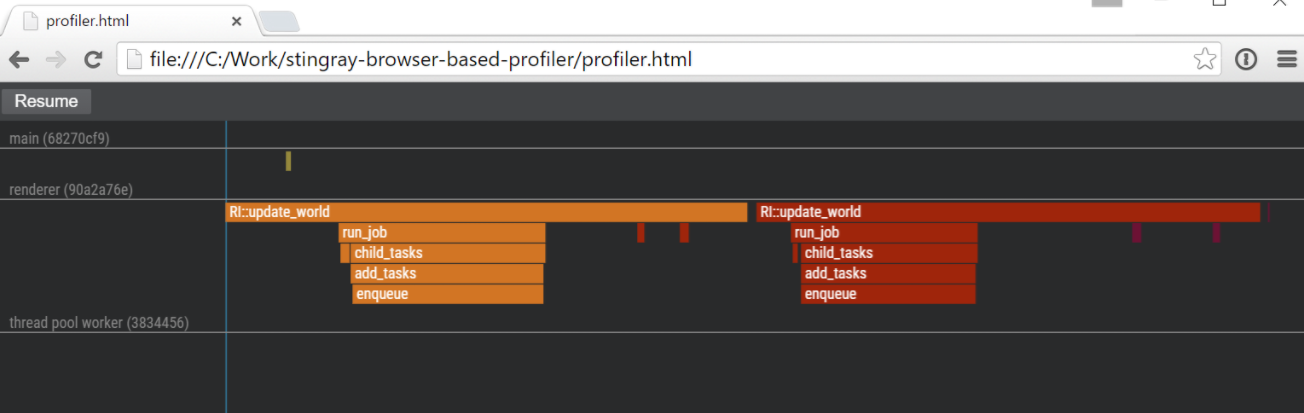 profiler.html
file:///C:/Work/stingray-browser-based-profiler/profiler.html
Resume
main (68270cf9)
renderer (90a2a76e)
RI::update_world RI::update_world
run_job run_job
child_tasks child_tasks
add_tasks add_tasks
enqueue enqueue
thread pool worker (3834456)